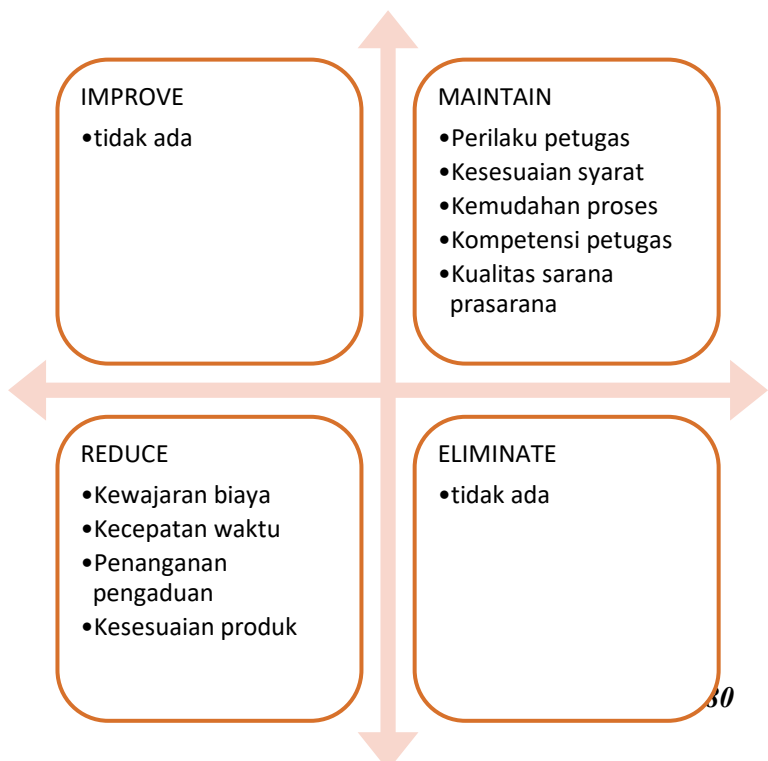 IMPROVE
•tidak ada
MAINTAIN
•Perilaku petugas
•Kesesuaian syarat
•Kemudahan proses
•Kompetensi petugas
•Kualitas sarana
prasarana
REDUCE
•Kewajaran biaya
•Kecepatan waktu
•Penanganan
pengaduan
•Kesesuaian produk
ELIMINATE
•tidak ada